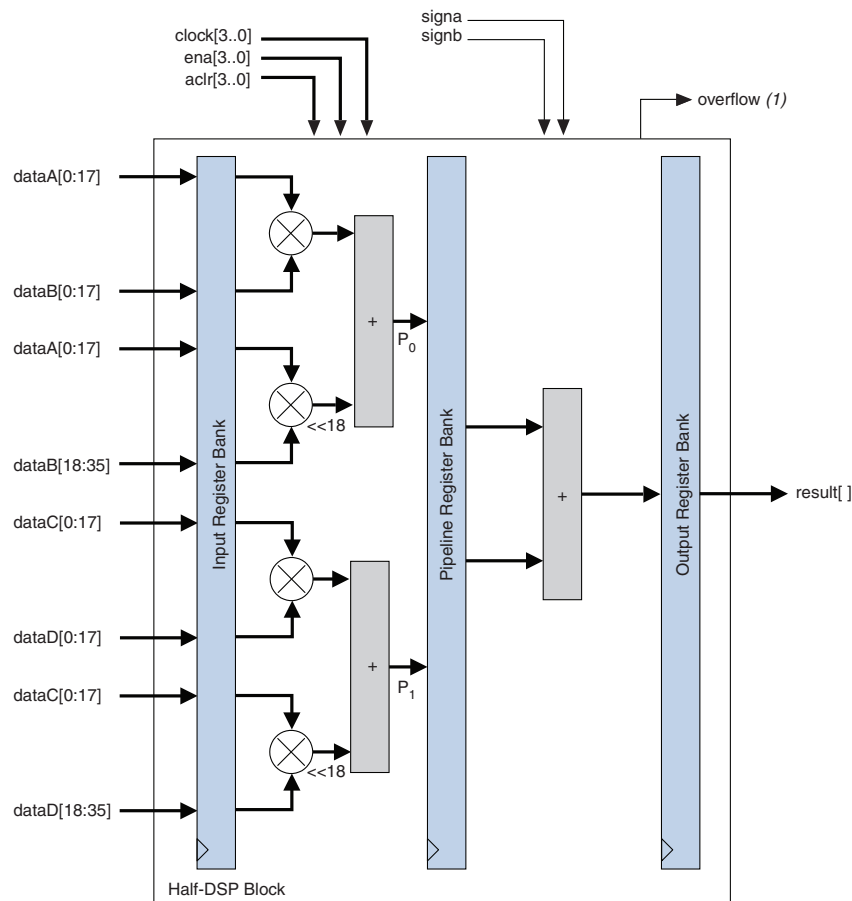 clock[3..0]
ena[3..0]
aclr[3..0]
signa
signb
overflow (1)
dataA[0:17]
dataB[0:17]
dataA[0:17]
dataB[18:35]
dataC[0:17]
dataD[0:17]
dataC[0:17]
dataD[18:35]
Input Register Bank
+
P0
<<18
+
P1
<<18
Pipeline Register Bank
+
Output Register Bank
result[ ]
Half-DSP Block